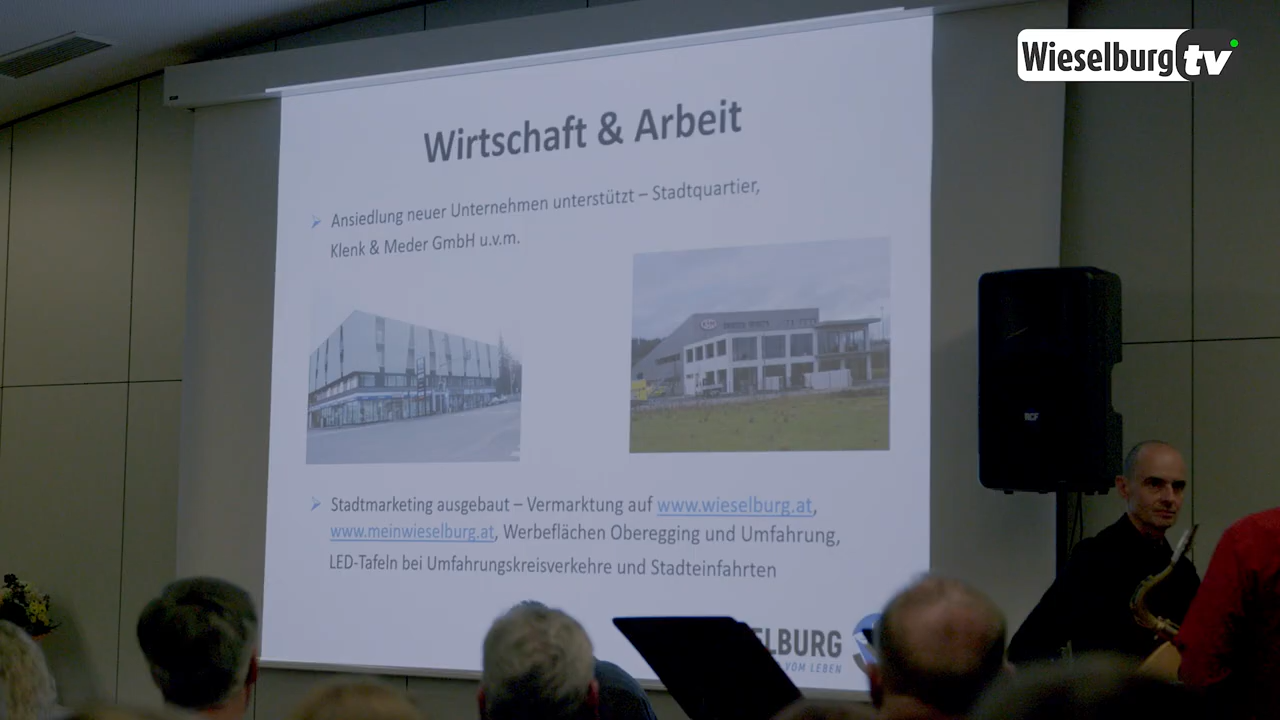 Wieselburg tv
Wirtschaft & Arbeit
Ansiedlung neuer Unternehmen unterstützt – Stadtquartier,
Klenk & Meder GmbH u.v.m.
Stadtmarketing ausgebaut – Vermarktung auf www.wieselburg.at,
www.meinwieselburg.at, Werbeflächen Oberegging und Umfahrung,
LED-Tafeln bei Umfahrungskreisverkehre und Stadteinfahrten
ELBURG
VOM LEBEN
RCF